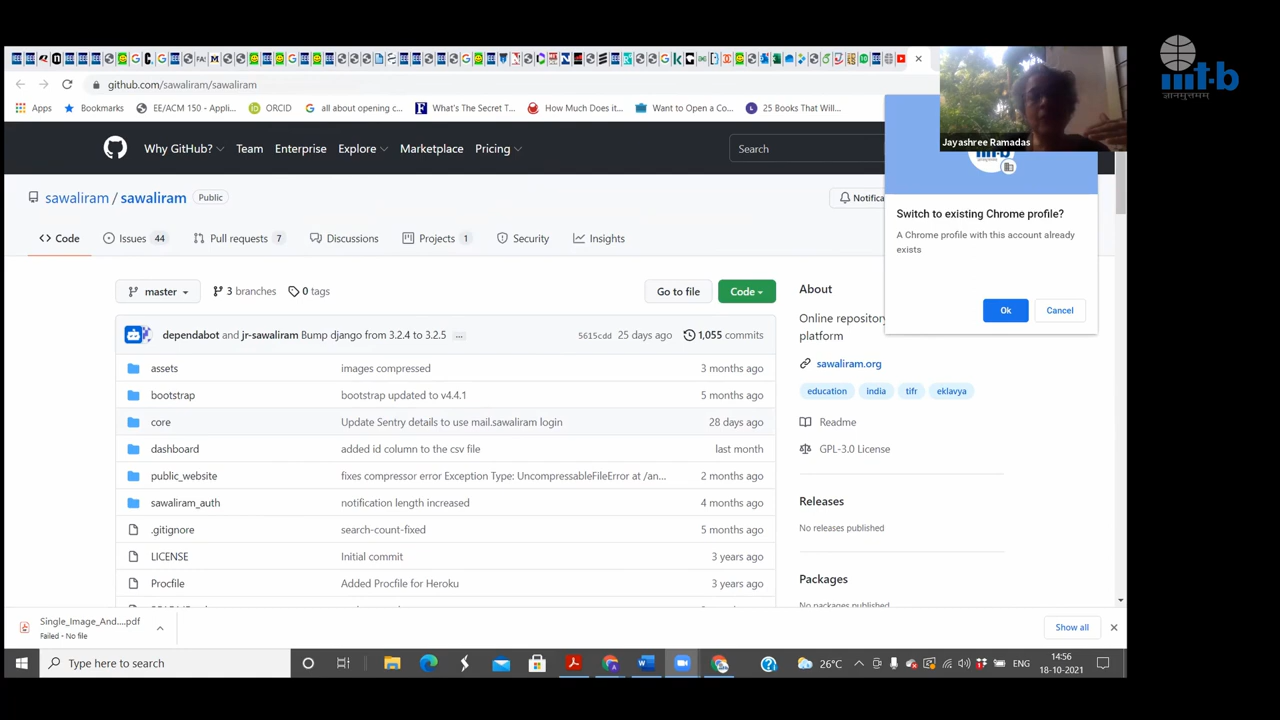 github.com/sawaliram/sawaliram
Apps
Bookmarks
EE/ACM 150 - Appli...
ORCID
all about opening c...
What's The Secret T...
How Much Does it...
Want to Open a Co...
25 Books That Will...
Jayashree Ramadas
ज्ञानमुत्तमम्
Why GitHub?
Team
Enterprise
Explore
Marketplace
Pricing
Search
sawaliram / sawaliram
Public
Notifica
Switch to existing Chrome profile?
A Chrome profile with this account already
exists
Ok
Cancel
Code
Issues 44
Pull requests 7
Discussions
Projects 1
Security
Insights
master
3 branches
0 tags
Go to file
Code
About
Online repository
platform
sawaliram.org
education india tifr eklavya
Readme
GPL-3.0 License
Releases
No releases published
Packages
No packages published
dependabot and jr-sawaliram Bump django from 3.2.4 to 3.2.5 ... 5615cdd 25 days ago 1,055 commits
assets images compressed 3 months ago
bootstrap bootstrap updated to v4.4.1 5 months ago
core Update Sentry details to use mail.sawaliram login 28 days ago
dashboard added id column to the csv file last month
public_website fixes compressor error Exception Type: UncompressableFileError at /an... 2 months ago
sawaliram_auth notification length increased 4 months ago
.gitignore search-count-fixed 5 months ago
LICENSE Initial commit 3 years ago
Procfile Added Procfile for Heroku 3 years ago
Single_Image_And....pdf
Failed - No file
Show all
Type here to search
26°C
ENG
14:56
18-10-2021